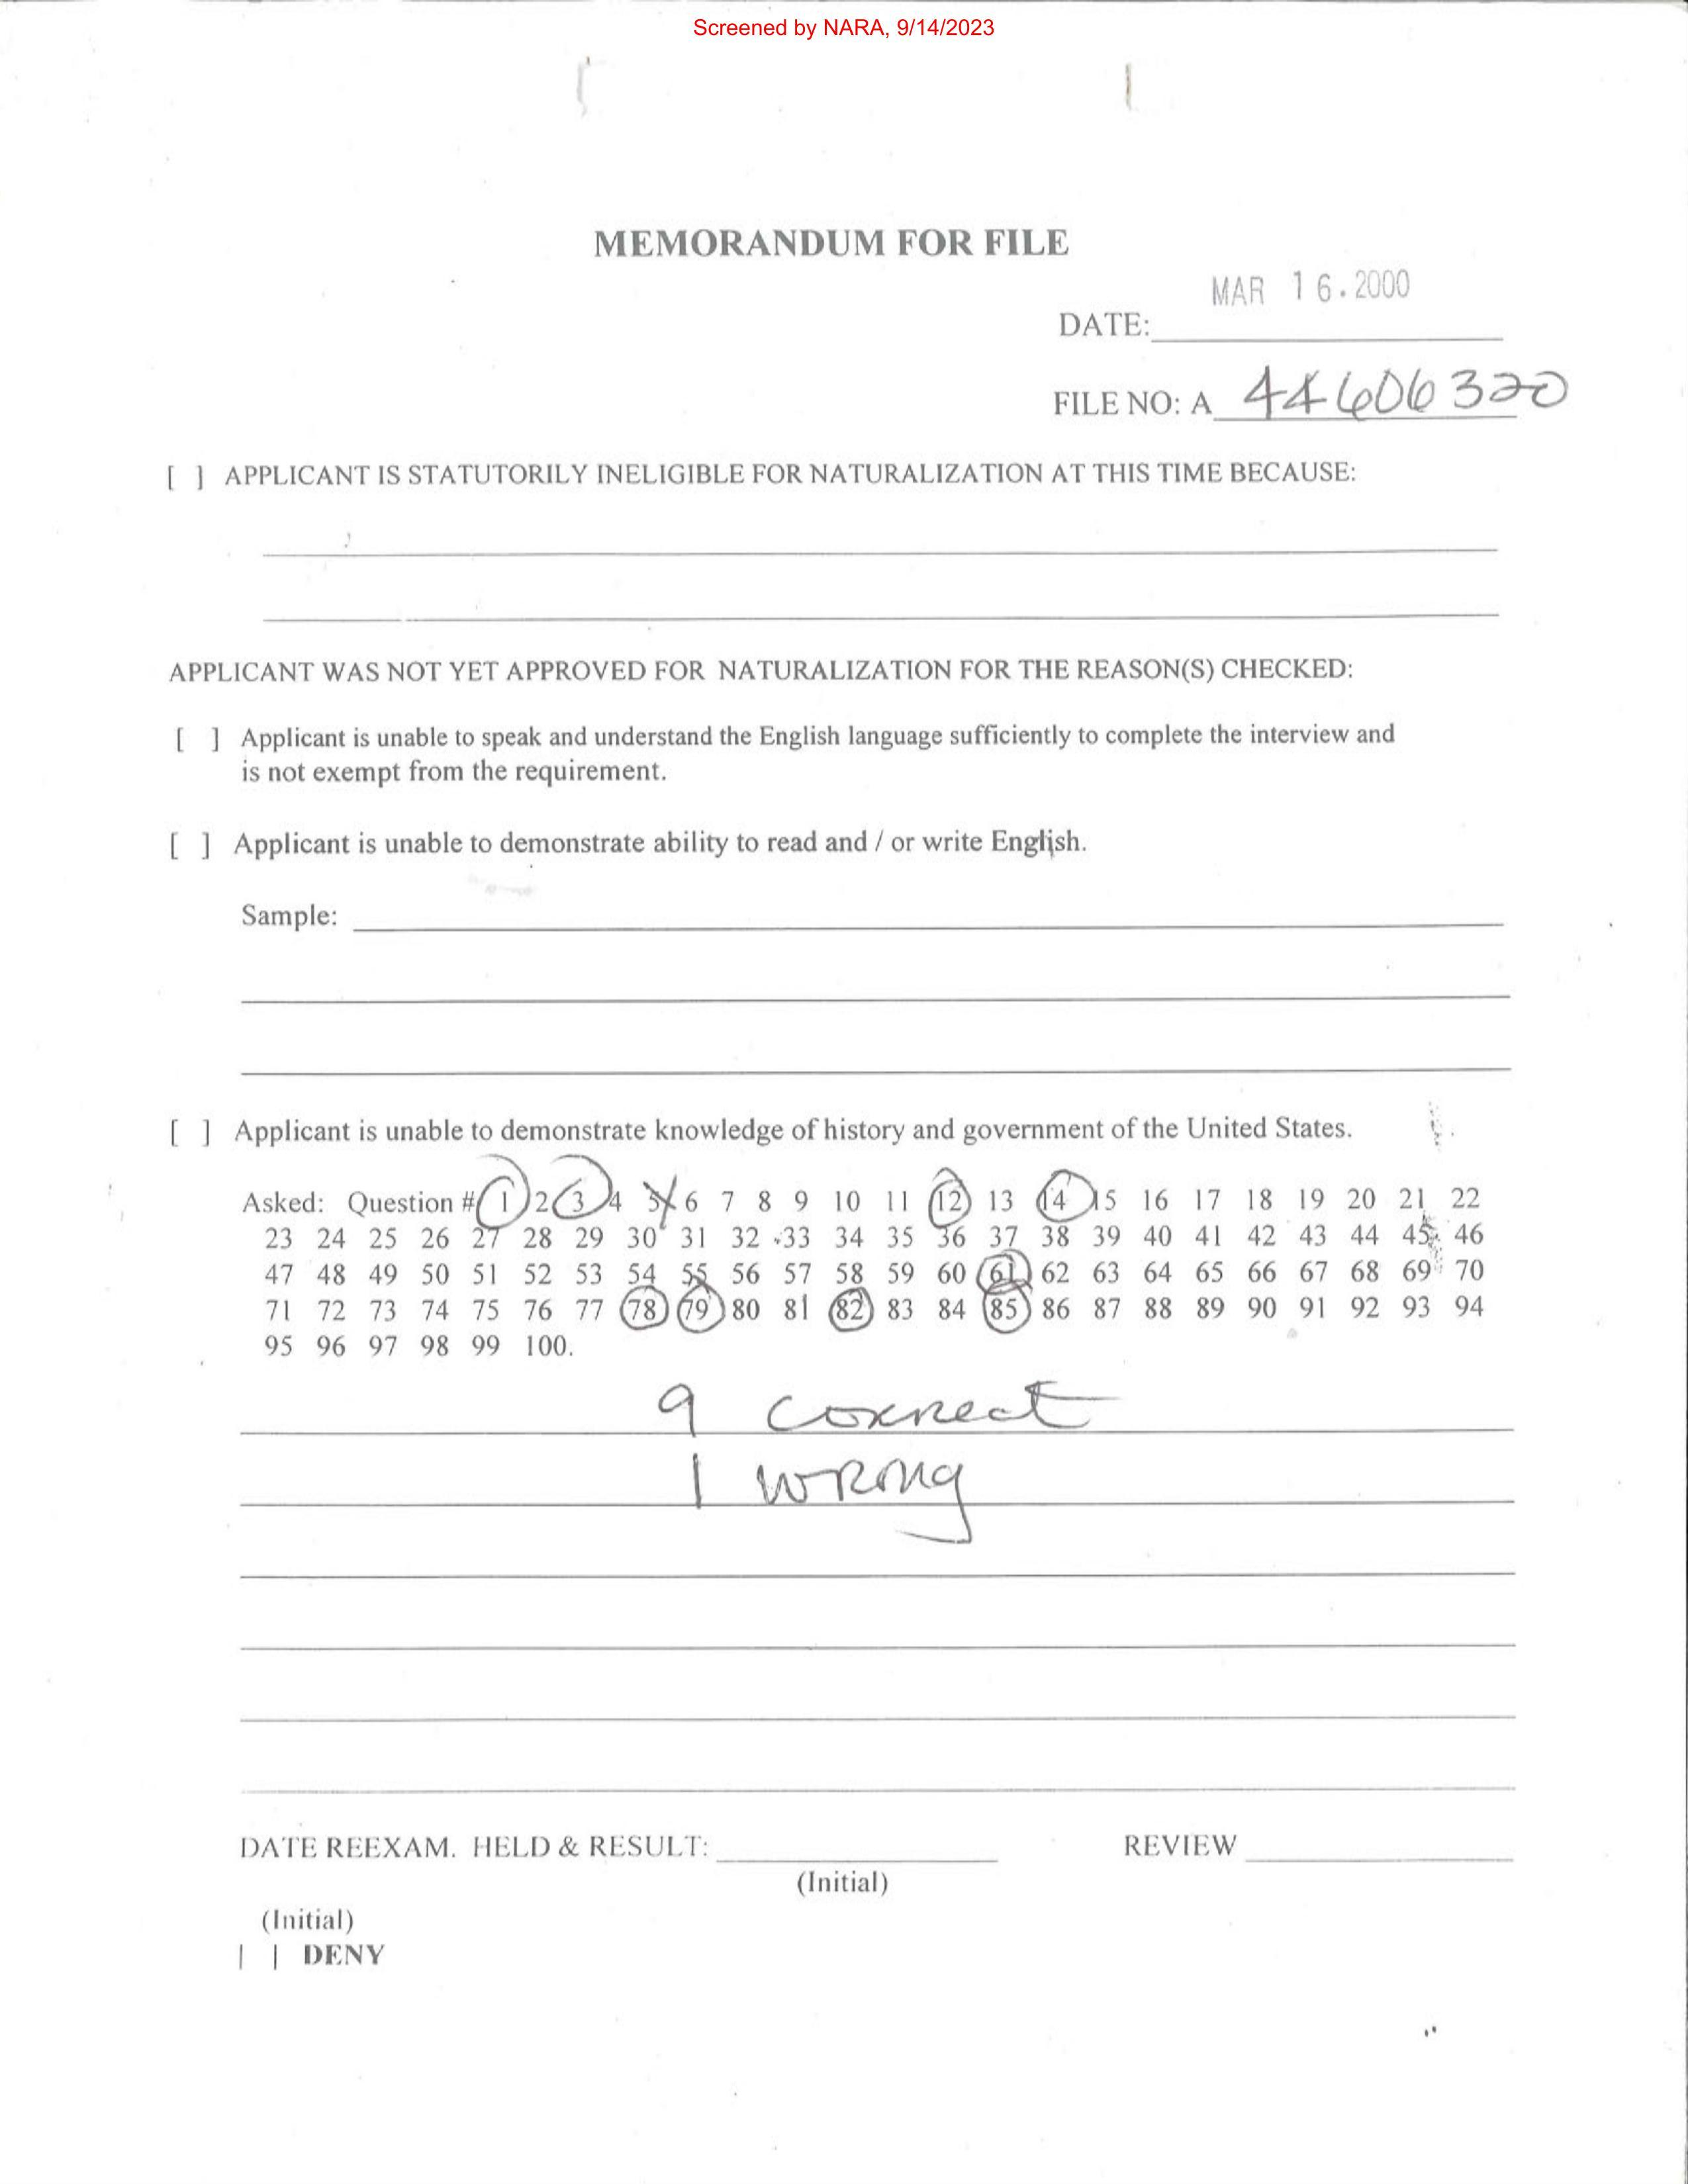 Screened by NARA, 9/14/2023
MEMORANDUM FOR FILE
MAR 16.2000
DATE:
FILE NO: A 44606320
[ ] APPLICANT IS STATUTORILY INELIGIBLE FOR NATURALIZATION AT THIS TIME BECAUSE:
APPLICANT WAS NOT YET APPROVED FOR NATURALIZATION FOR THE REASON(S) CHECKED:
[ ] Applicant is unable to speak and understand the English language sufficiently to complete the interview and
is not exempt from the requirement.
[ ] Applicant is unable to demonstrate ability to read and / or write English.
Sample:
[ ] Applicant is unable to demonstrate knowledge of history and government of the United States.
Asked: Question # 1 2 3 4 5 6 7 8 9 10 11 12 13 14 15 16 17 18 19 20 21 22
23 24 25 26 27 28 29 30 31 32 33 34 35 36 37 38 39 40 41 42 43 44 45 46
47 48 49 50 51 52 53 54 55 56 57 58 59 60 61 62 63 64 65 66 67 68 69 70
71 72 73 74 75 76 77 78 79 80 81 82 83 84 85 86 87 88 89 90 91 92 93 94
95 96 97 98 99 100.
9 correct
1 wrong
DATE REEXAM. HELD & RESULT: REVIEW
(Initial)
(Initial)
[ ] DENY